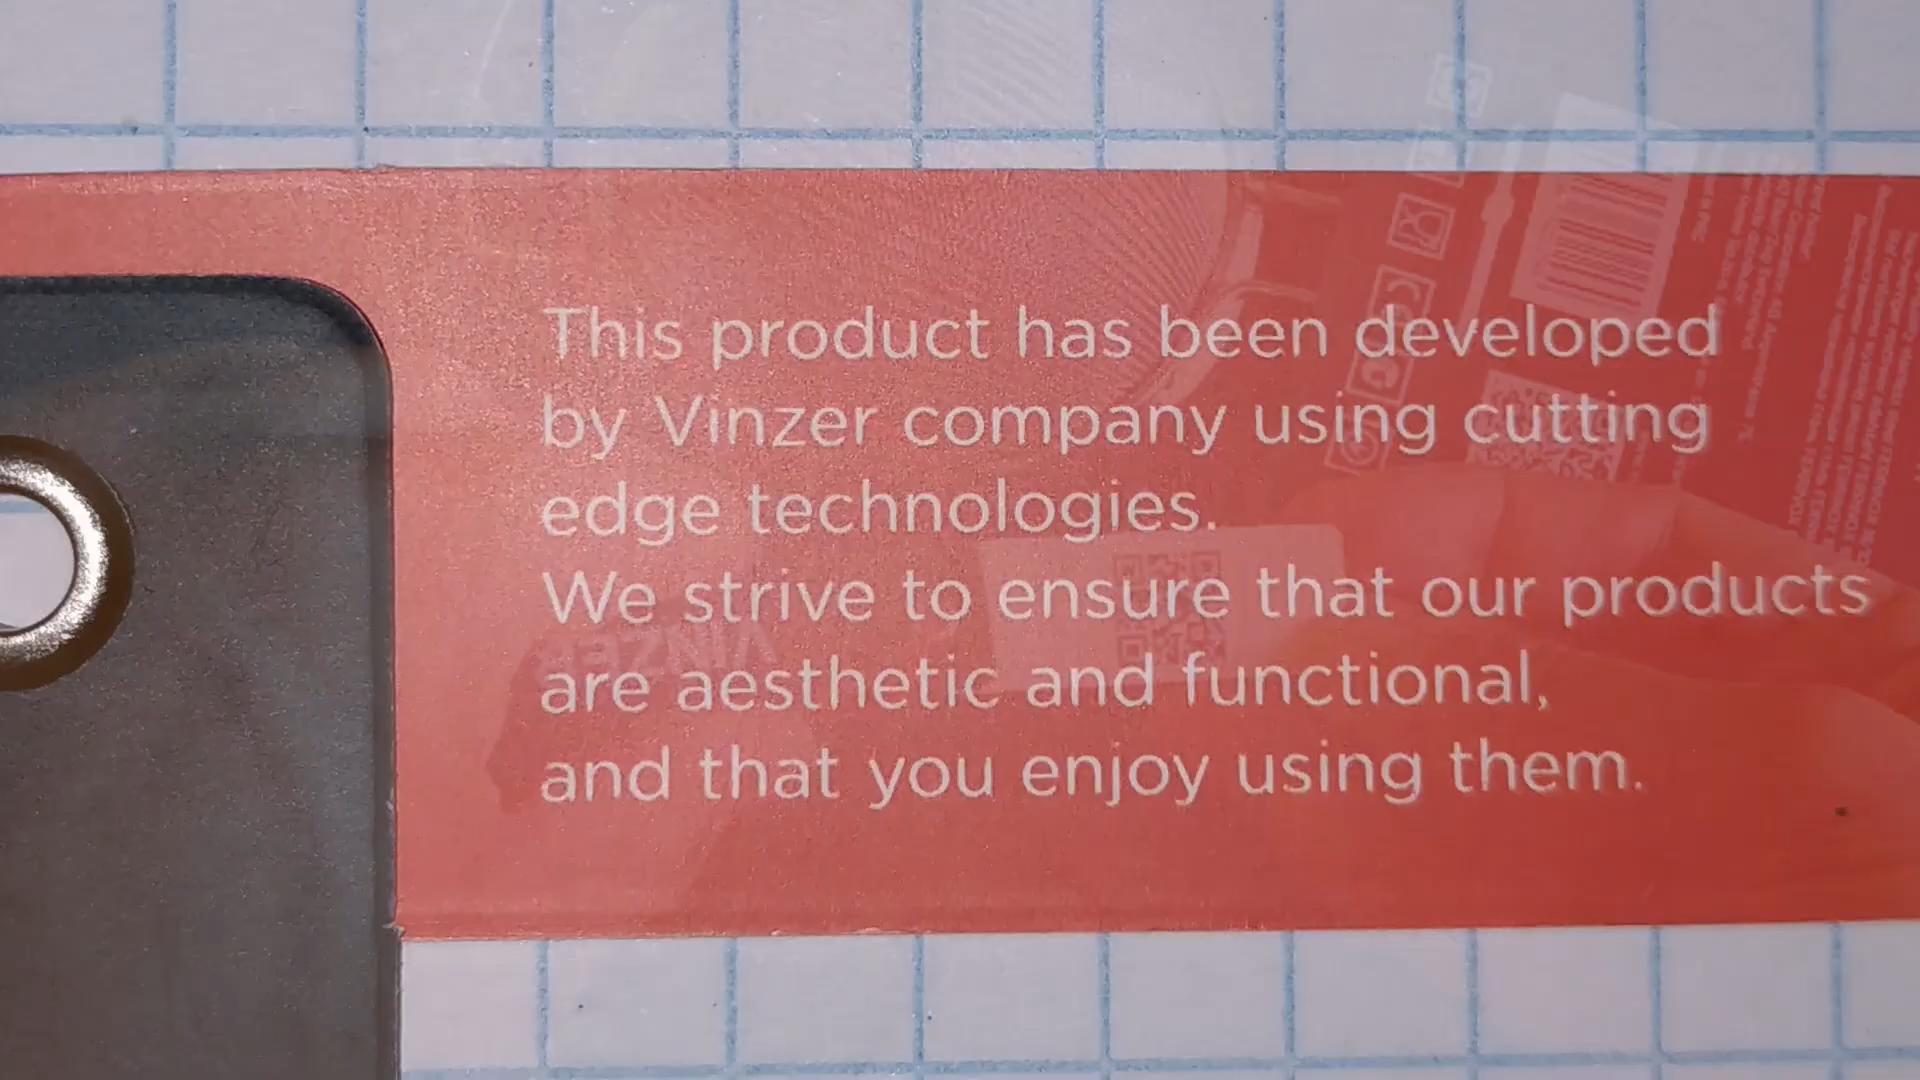 This product has been developed
by Vinzer company using cutting
edge technologies.
We strive to ensure that our products
are aesthetic and functional,
and that you enjoy using them.
VINZER